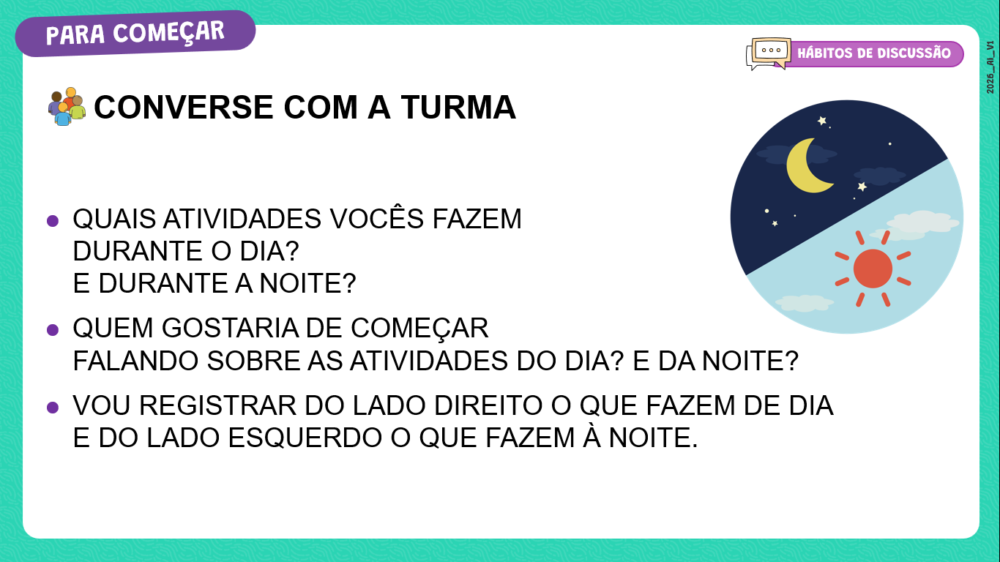 PARA COMEÇAR
HÁBITOS DE DISCUSSÃO
2026_AI_V1
CONVERSE COM A TURMA
QUAIS ATIVIDADES VOCÊS FAZEM
DURANTE O DIA?
E DURANTE A NOITE?
QUEM GOSTARIA DE COMEÇAR
FALANDO SOBRE AS ATIVIDADES DO DIA? E DA NOITE?
VOU REGISTRAR DO LADO DIREITO O QUE FAZEM DE DIA
E DO LADO ESQUERDO O QUE FAZEM À NOITE.